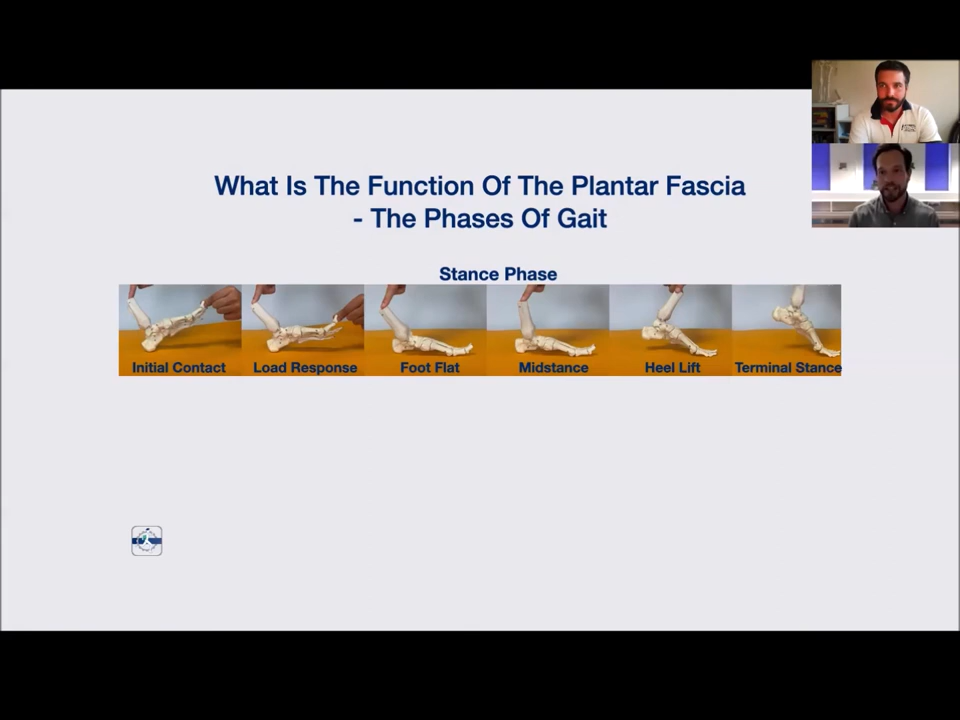 What Is The Function Of The Plantar Fascia
- The Phases Of Gait
Stance Phase
Initial Contact
Load Response
Foot Flat
Midstance
Heel Lift
Terminal Stance